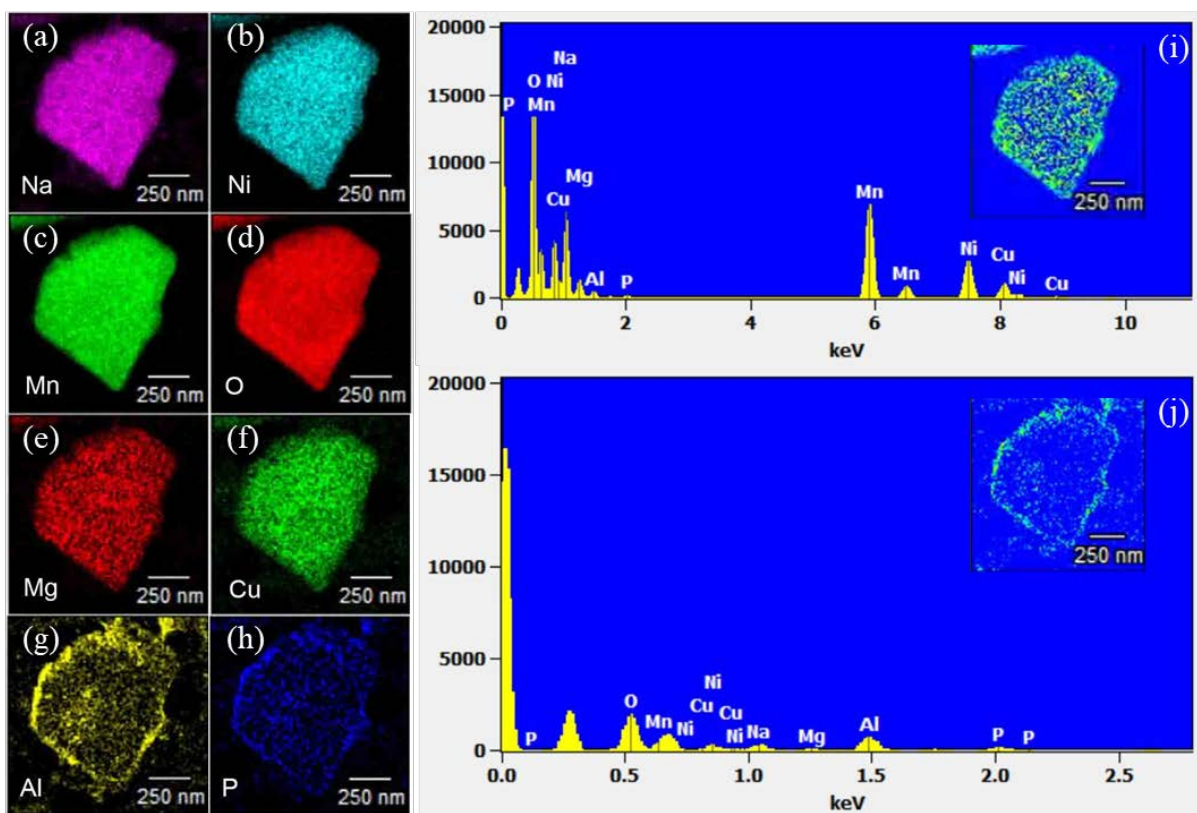 (a)
Na
250 nm
(b)
Ni
250 nm
(c)
Mn
250 nm
(d)
O
250 nm
(e)
Mg
250 nm
(f)
Cu
250 nm
(g)
Al
250 nm
(h)
P
250 nm
(i)
20000
15000
10000
5000
0
P
Na
O Ni
Mn
Mg
Cu
Al
P
Mn
Mn
Ni
Cu
Ni
Cu
250 nm
0 2 4 6 8 10
keV
(j)
20000
15000
10000
5000
0
250 nm
P
O
Mn
Ni
Cu
Ni
Cu
Ni
Na
Mg
Al
P
P
0.0 0.5 1.0 1.5 2.0 2.5
keV